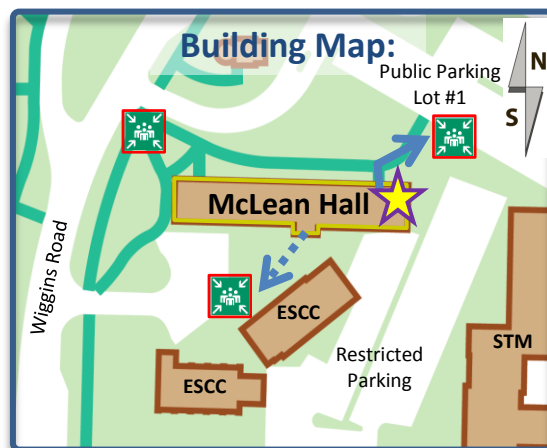 Building Map:
Public Parking
Lot #1
N
S
McLean Hall
Wiggins Road
ESCC
STM
Restricted
Parking
ESCC